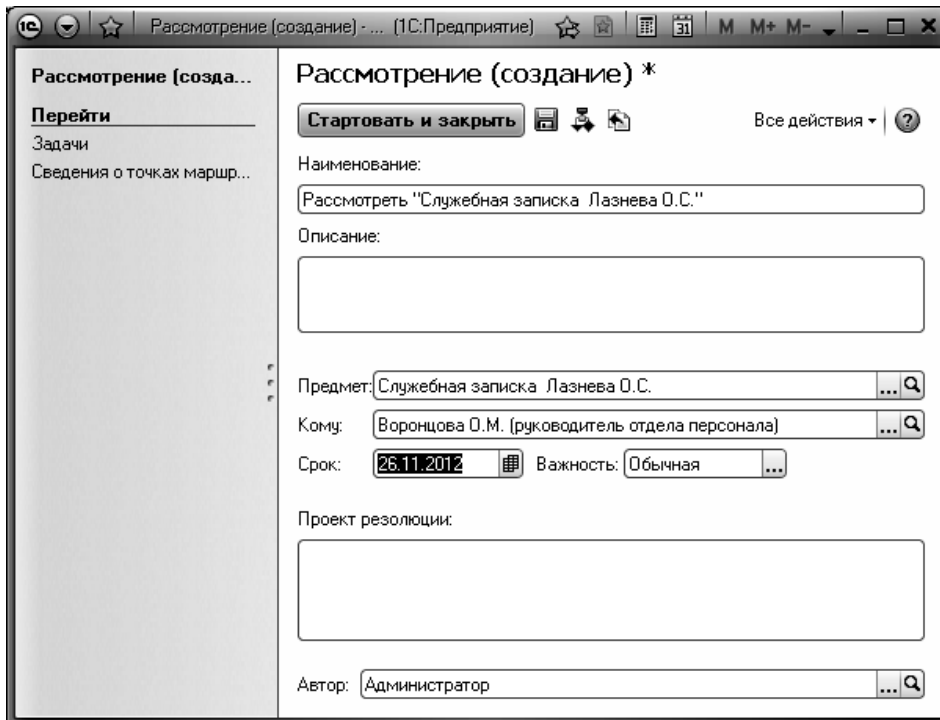 1С Рассмотрение (создание) - ... (1С:Предприятие) 31 M M+ M-
Рассмотрение (созда...
Перейти
Задачи
Сведения о точках маршр...
Рассмотрение (создание) *
Стартовать и закрыть Все действия ?
Наименование:
Рассмотреть "Служебная записка Лазнева О.С."
Описание:
Предмет: Служебная записка Лазнева О.С. ...
Кому: Воронцова О.М. (руководитель отдела персонала) ...
Срок: 26.11.2012 Важность: Обычная ...
Проект резолюции:
Автор: Администратор ...